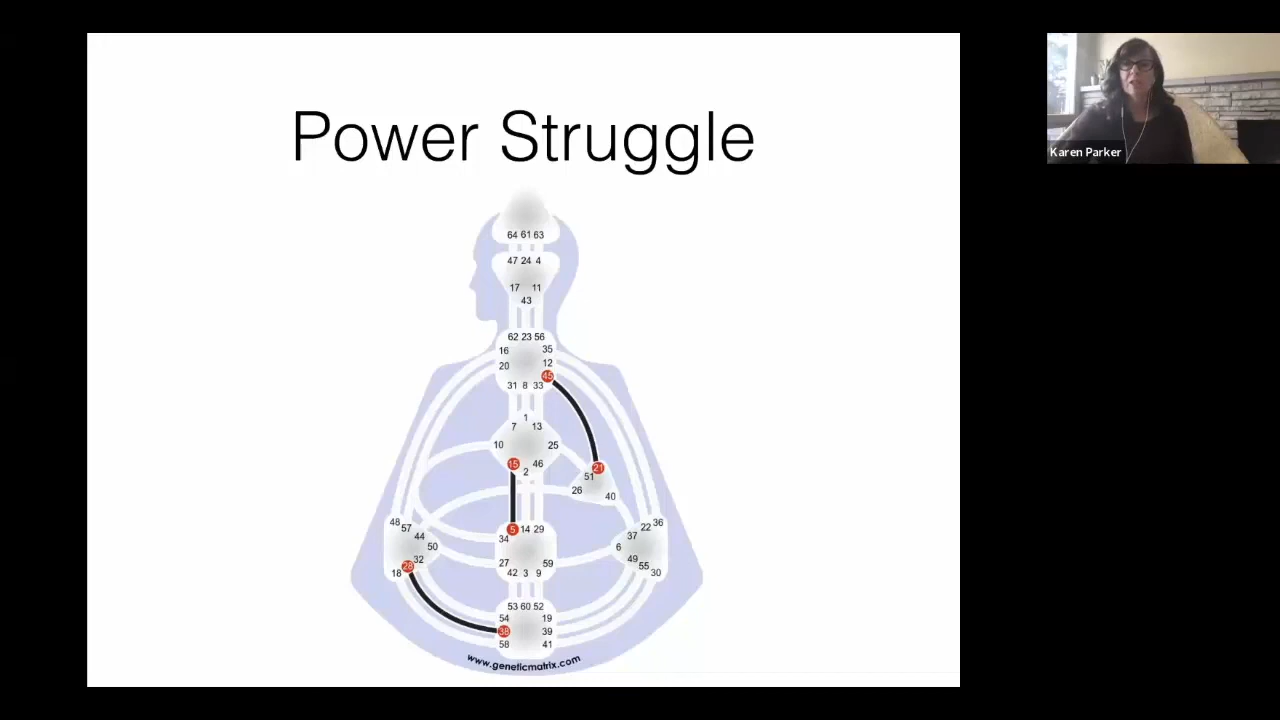 Power Struggle
Karen Parker
64 61 63
47 24 4
17 11
43
62 23 56
16 35
20 12
45
31 8 33
1
7 13
10 25
15 46
2
21
51
26 40
48 57 22 36
5 14 29
44 34 37
50 6
32 27 59 49
28 55
18 42 3 9 30
53 60 52
54 19
38 39
58 41
www.geneticmatrix.com